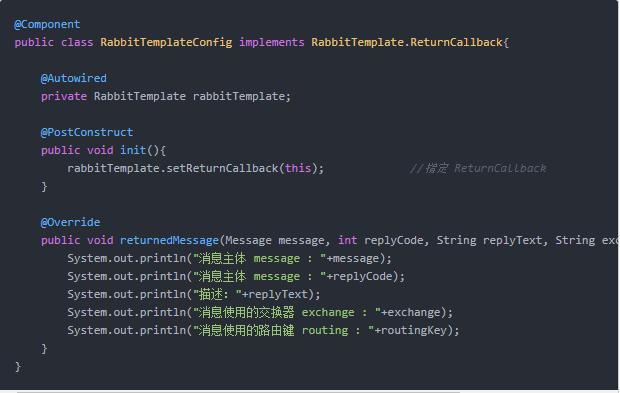 @Component
public class RabbitTemplateConfig implements RabbitTemplate.ReturnCallback{
@Autowired
private RabbitTemplate rabbitTemplate;
@PostConstruct
public void init(){
rabbitTemplate.setReturnCallback(this); //指定 ReturnCallback
}
@Override
public void returnedMessage(Message message, int replyCode, String replyText, String exc
System.out.println("消息主体 message : "+message);
System.out.println("消息主体 message : "+replyCode);
System.out.println("描述："+replyText);
System.out.println("消息使用的交换器 exchange : "+exchange);
System.out.println("消息使用的路由键 routing : "+routingKey);
}
}